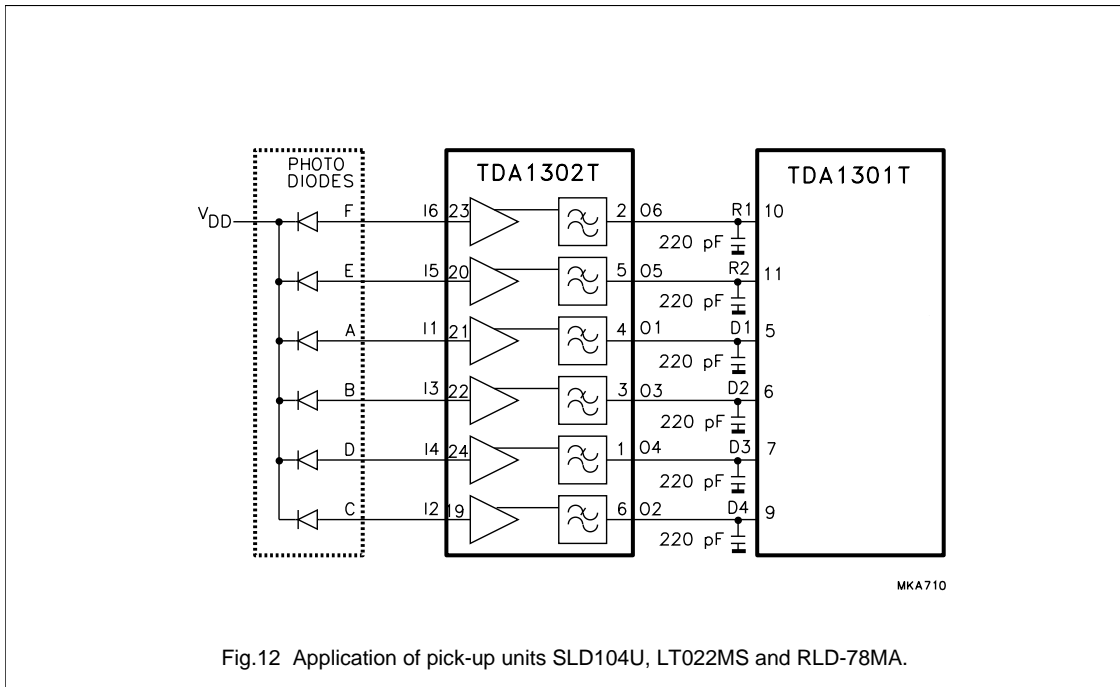 PHOTO
DIODES
TDA1302T
TDA1301T
VDD
F I6 23 2 O6 R1 10
220 pF
E I5 20 5 O5 R2 11
220 pF
A I1 21 4 O1 D1 5
220 pF
B I3 22 3 O3 D2 6
220 pF
D I4 24 1 O4 D3 7
220 pF
C I2 19 6 O2 D4 9
220 pF
MKA710
Fig.12 Application of pick-up units SLD104U, LT022MS and RLD-78MA.